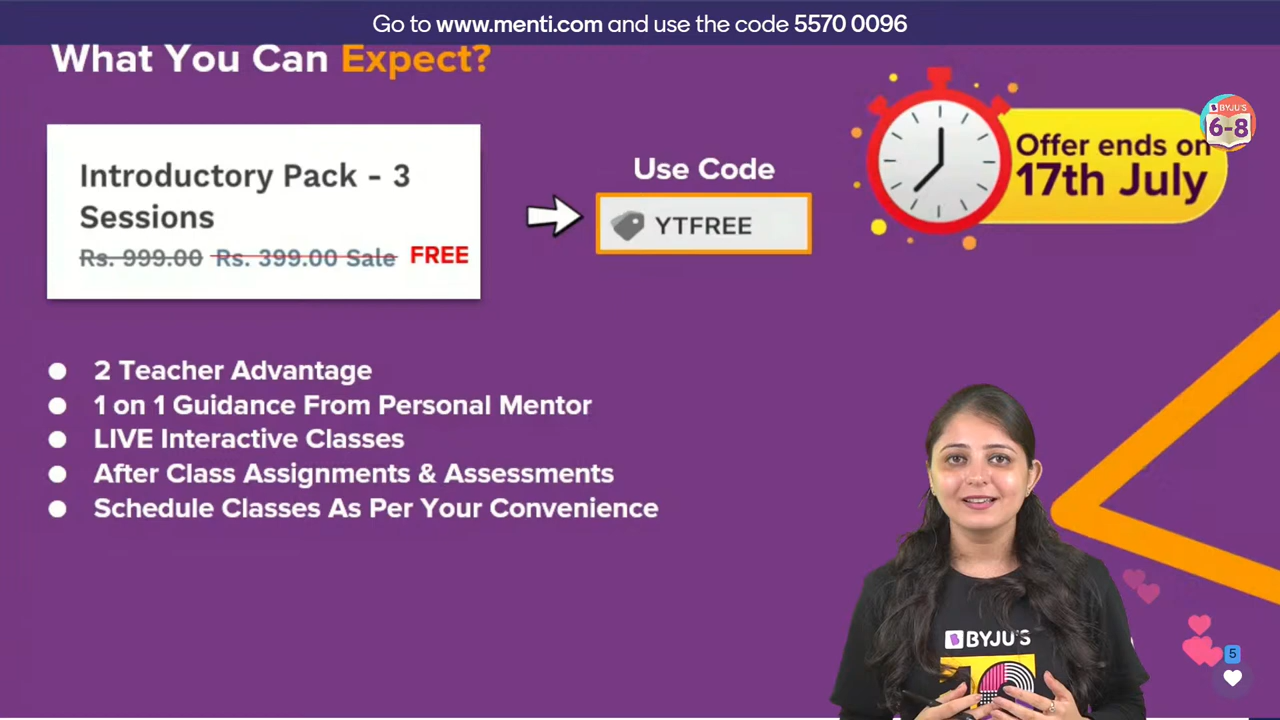 Go to www.menti.com and use the code 5570 0096
What You Can Expect?
BYJU'S
6-8
Offer ends on
17th July
Introductory Pack - 3
Sessions
Rs. 999.00 Rs. 399.00 Sale FREE
Use Code
YTFREE
2 Teacher Advantage
1 on 1 Guidance From Personal Mentor
LIVE Interactive Classes
After Class Assignments & Assessments
Schedule Classes As Per Your Convenience
BYJU'S
5